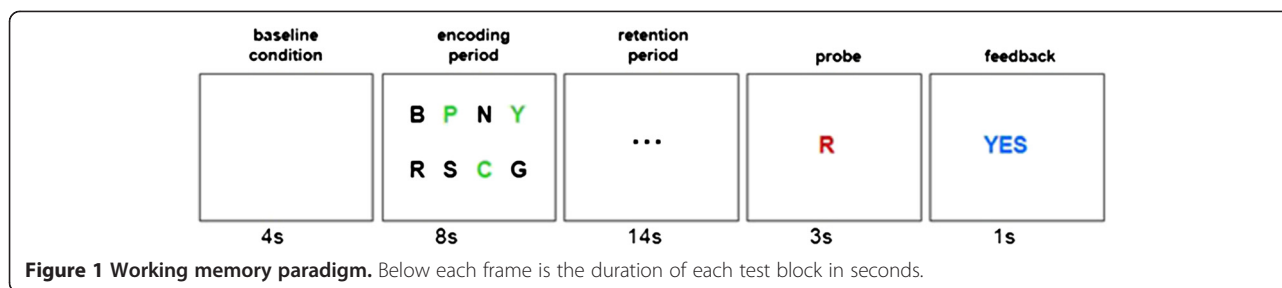 baseline condition
encoding period
retention period
probe
feedback
B P N Y
R S C G
...
R
YES
4s
8s
14s
3s
1s
Figure 1 Working memory paradigm. Below each frame is the duration of each test block in seconds.